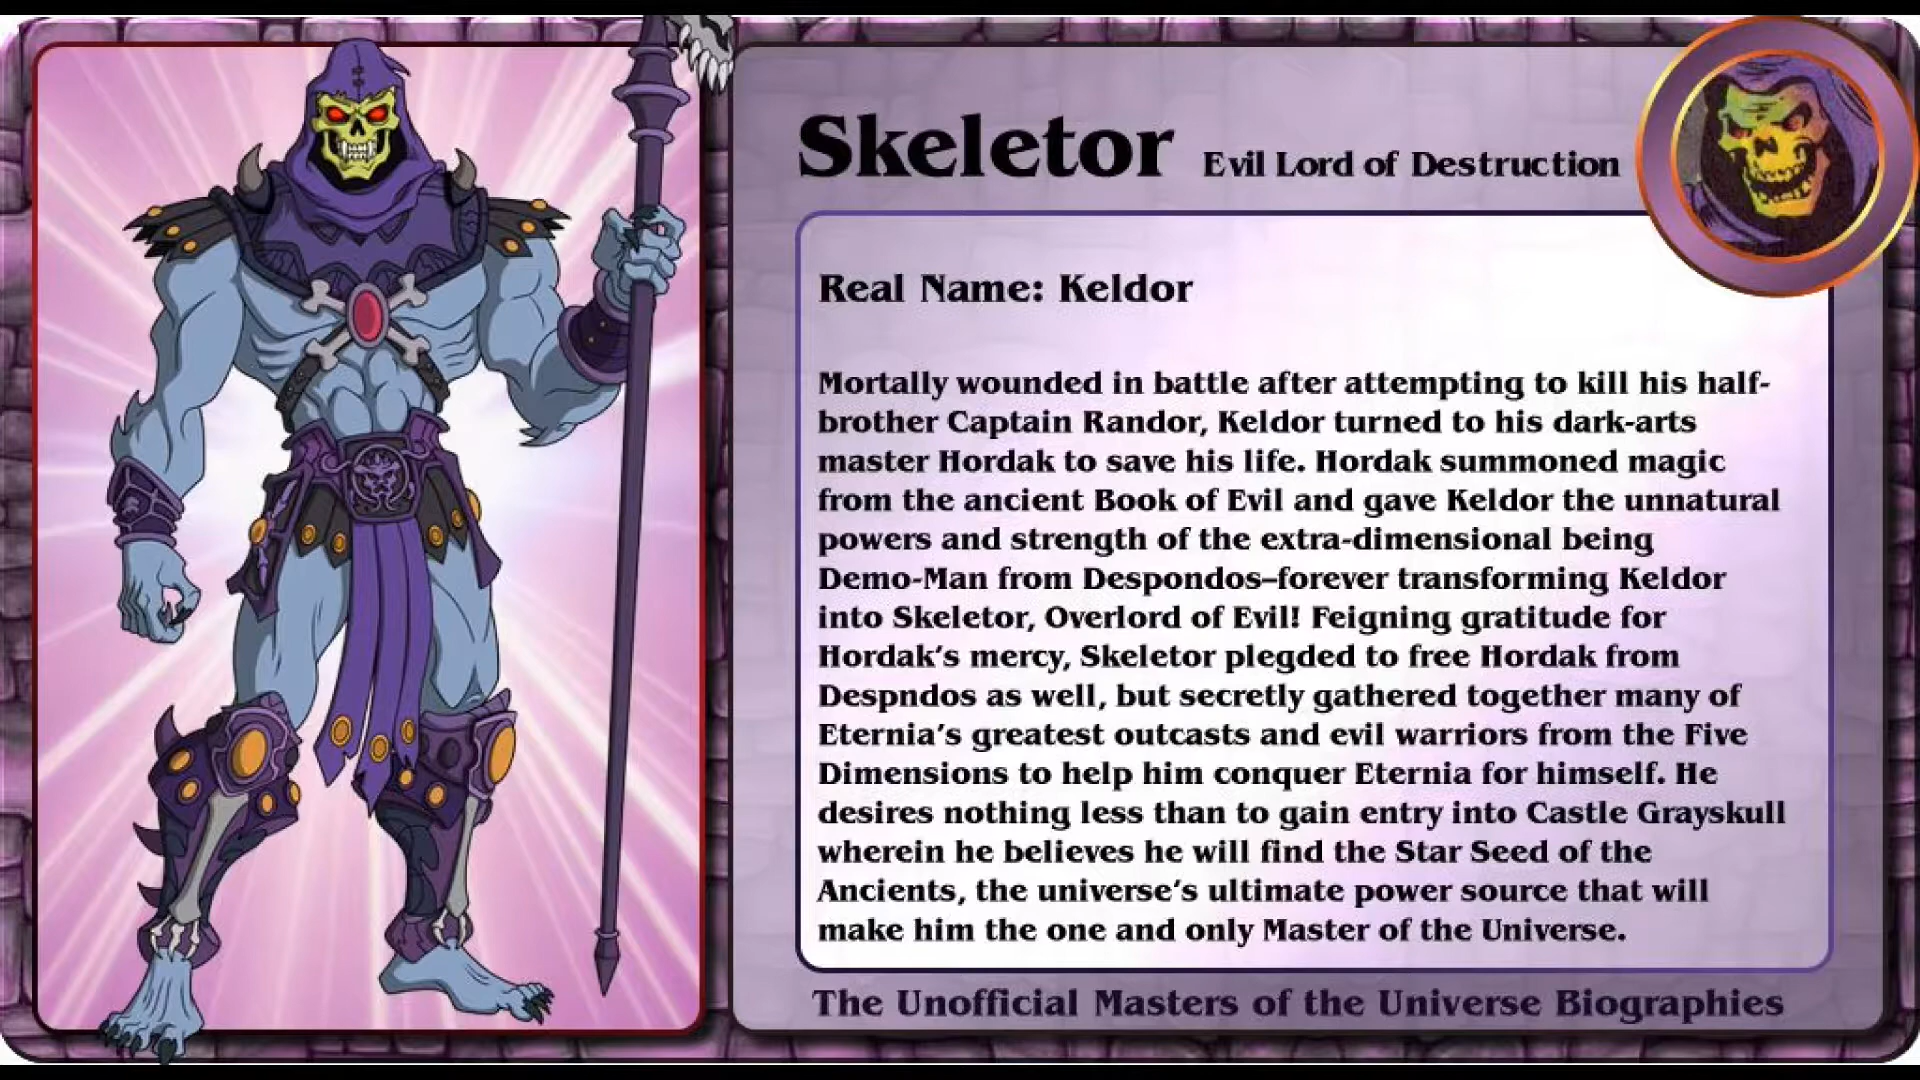 Skeletor Evil Lord of Destruction
Real Name: Keldor
Mortally wounded in battle after attempting to kill his half-
brother Captain Randor, Keldor turned to his dark-arts
master Hordak to save his life. Hordak summoned magic
from the ancient Book of Evil and gave Keldor the unnatural
powers and strength of the extra-dimensional being
Demo-Man from Despondos–forever transforming Keldor
into Skeletor, Overlord of Evil! Feigning gratitude for
Hordak's mercy, Skeletor plegded to free Hordak from
Despndos as well, but secretly gathered together many of
Eternia's greatest outcasts and evil warriors from the Five
Dimensions to help him conquer Eternia for himself. He
desires nothing less than to gain entry into Castle Grayskull
wherein he believes he will find the Star Seed of the
Ancients, the universe's ultimate power source that will
make him the one and only Master of the Universe.
The Unofficial Masters of the Universe Biographies